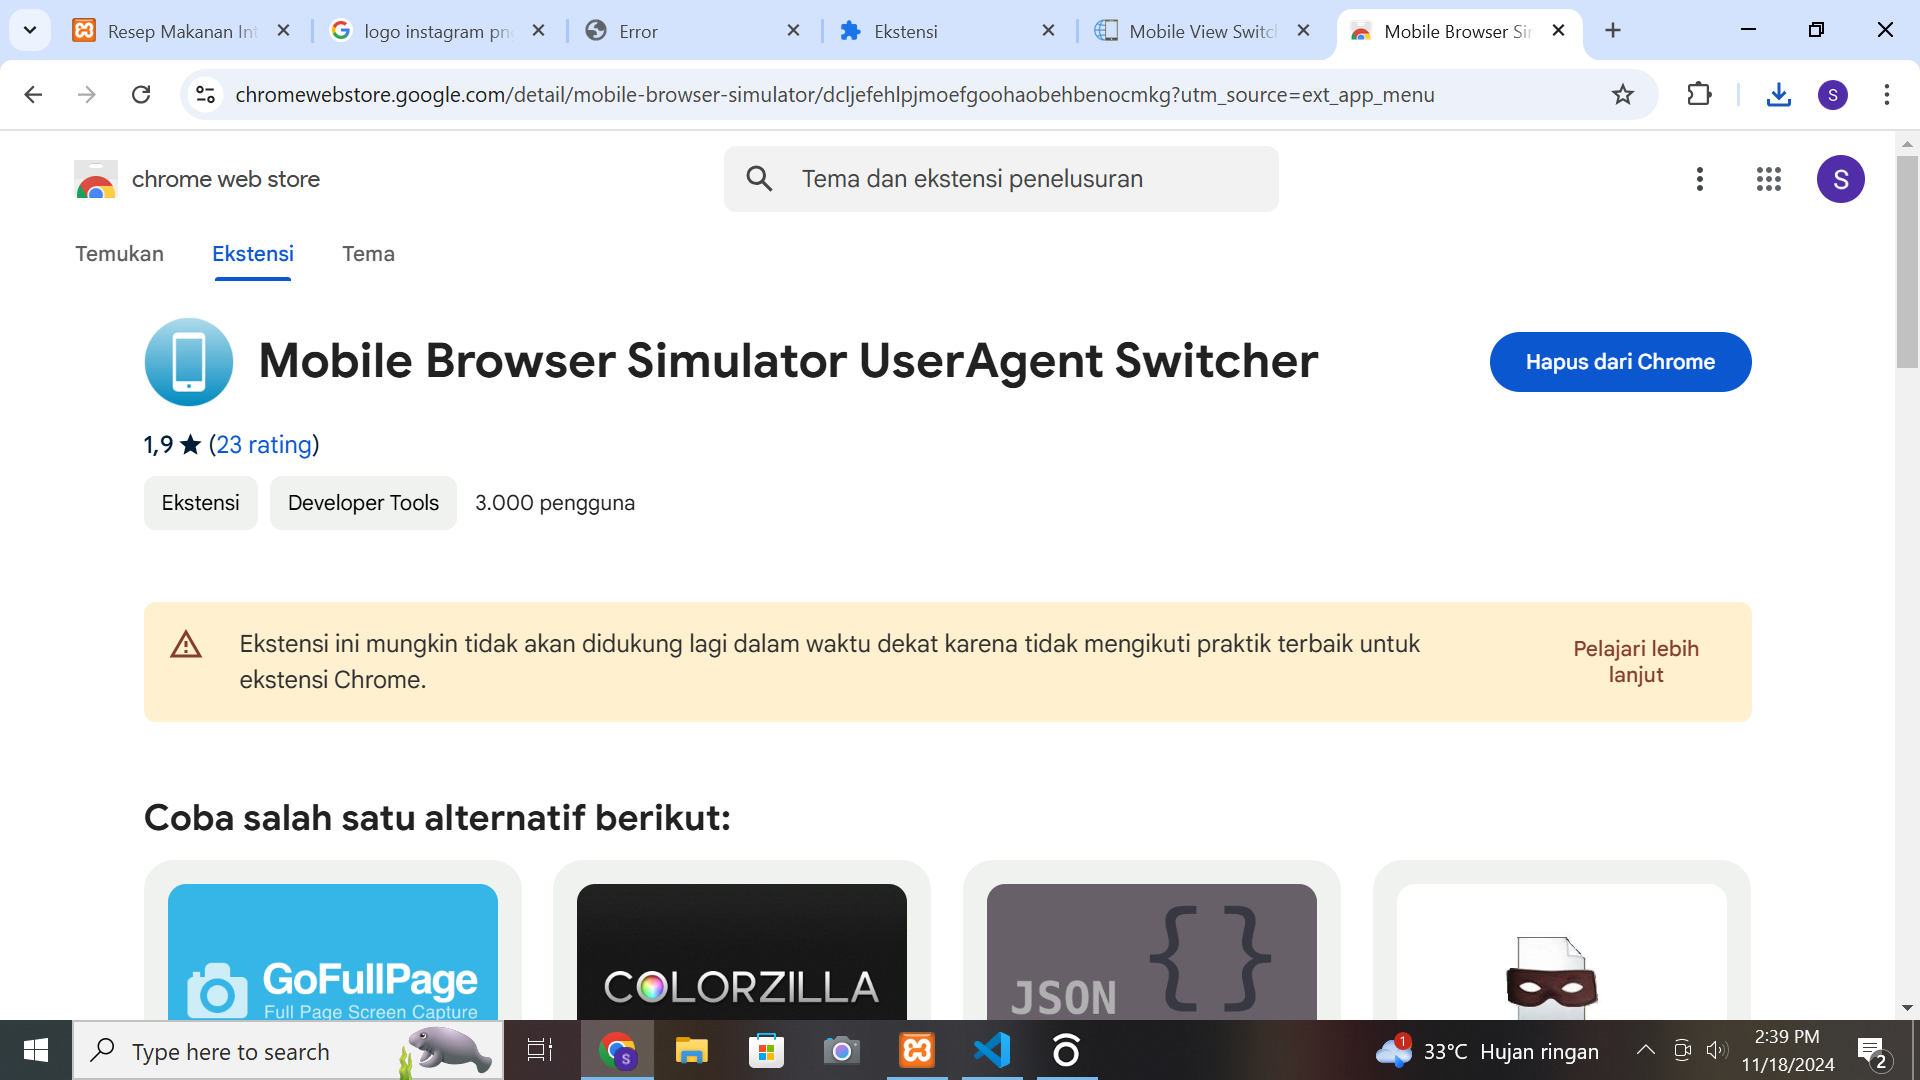 Resep Makanan Int
logo instagram pn
Error
Ekstensi
Mobile View Switc
Mobile Browser Sir
chromewebstore.google.com/detail/mobile-browser-simulator/dcljefehlpjmoefgoohaobehbenocmkg?utm_source=ext_app_menu
S
chrome web store
Tema dan ekstensi penelusuran
S
Temukan
Ekstensi
Tema
Mobile Browser Simulator UserAgent Switcher
Hapus dari Chrome
1,9 ★ (23 rating)
Ekstensi
Developer Tools
3.000 pengguna
Ekstensi ini mungkin tidak akan didukung lagi dalam waktu dekat karena tidak mengikuti praktik terbaik untuk
ekstensi Chrome.
Pelajari lebih
lanjut
Coba salah satu alternatif berikut:
GoFullPage
Full Page Screen Capture
COLORZILLA
{}
JSON
Type here to search
S
1
33°C Hujan ringan
2:39 PM
11/18/2024
2